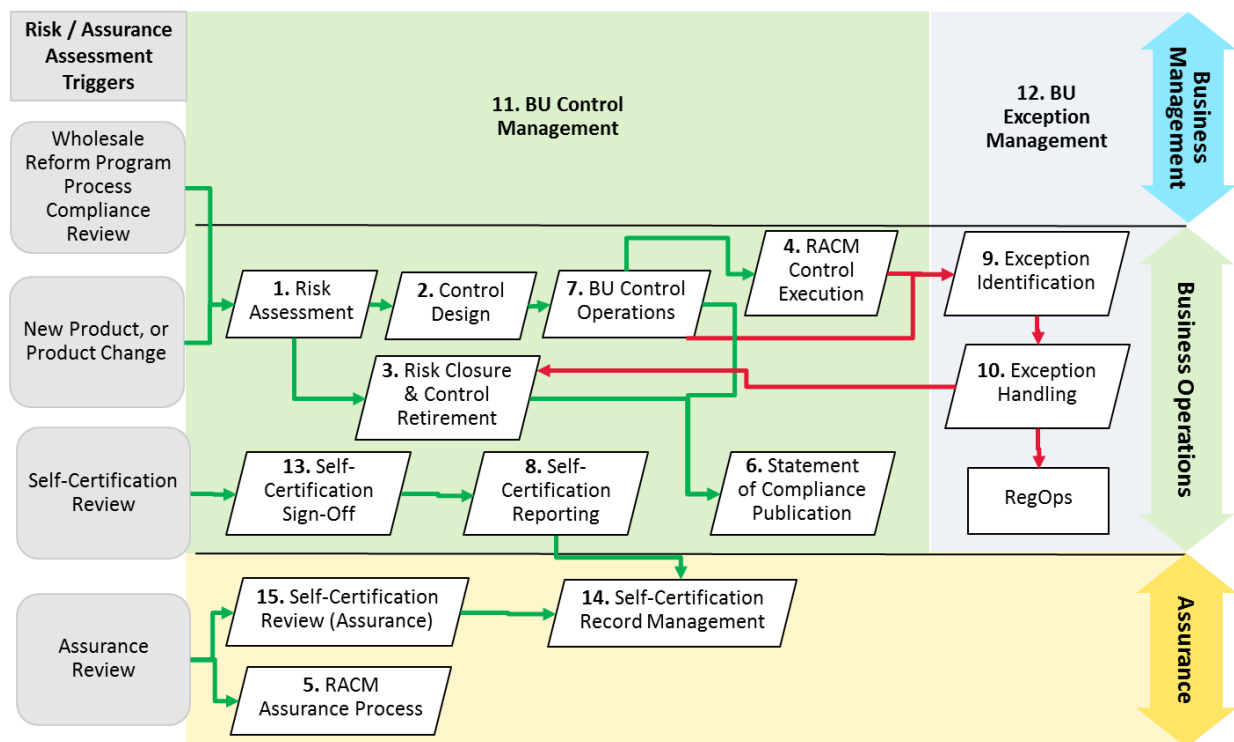 Risk / Assurance
Assessment
Triggers
11. BU Control
Management
12. BU
Exception
Management
Business
Management
Wholesale
Reform Program
Process
Compliance
Review
New Product, or
Product Change
Self-Certification
Review
Assurance
Review
1. Risk
Assessment
2. Control
Design
7. BU Control
Operations
4. RACM
Control
Execution
9. Exception
Identification
3. Risk Closure
& Control
Retirement
10. Exception
Handling
13. Self-
Certification
Sign-Off
8. Self-
Certification
Reporting
6. Statement
of Compliance
Publication
RegOps
Business Operations
15. Self-Certification
Review (Assurance)
14. Self-Certification
Record Management
5. RACM
Assurance Process
Assurance